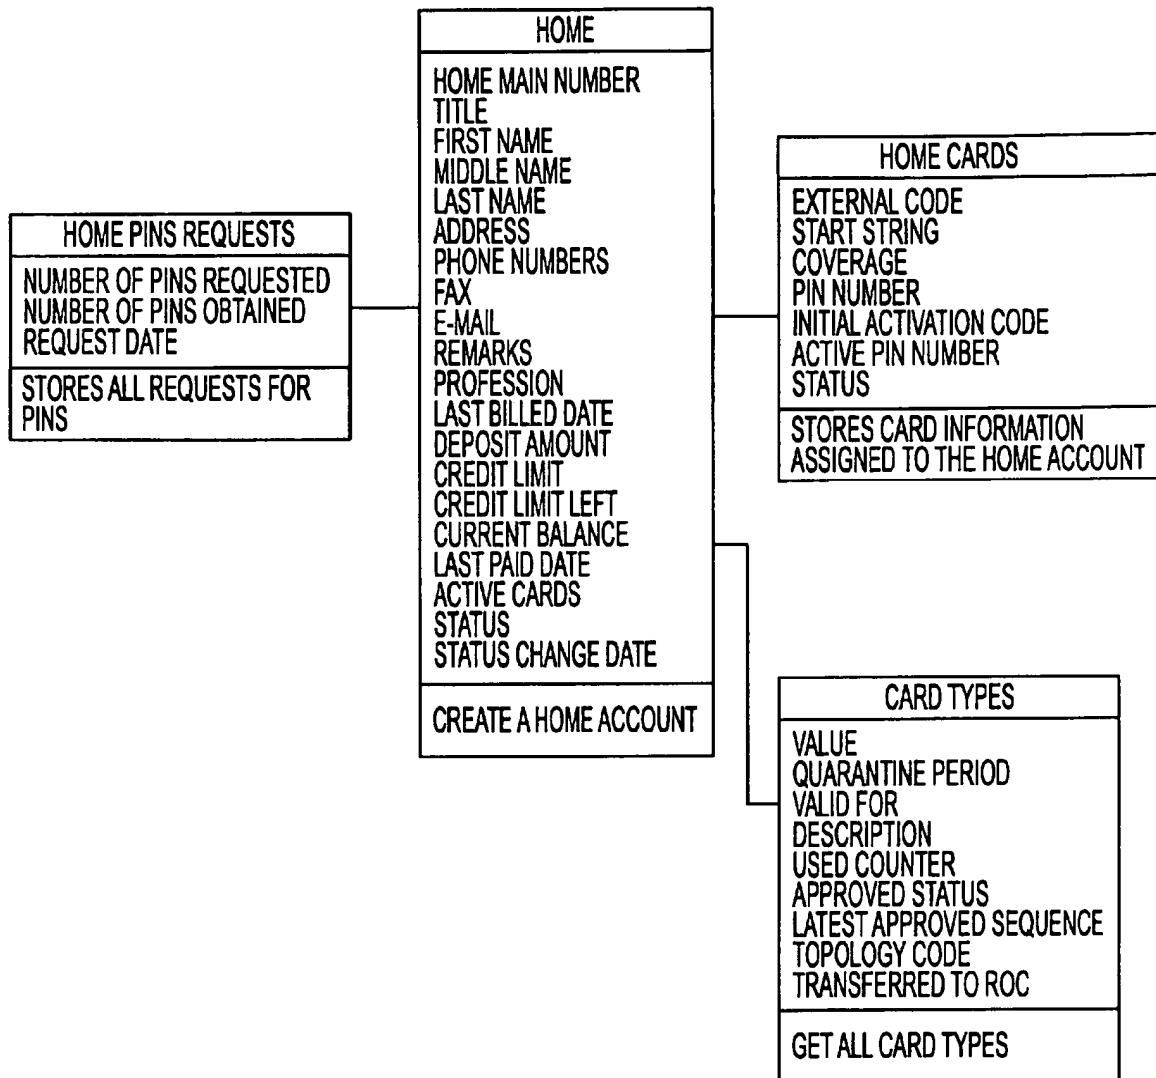 HOME
HOME MAIN NUMBER
TITLE
FIRST NAME
MIDDLE NAME
LAST NAME
ADDRESS
PHONE NUMBERS
FAX
E-MAIL
REMARKS
PROFESSION
LAST BILLED DATE
DEPOSIT AMOUNT
CREDIT LIMIT
CREDIT LIMIT LEFT
CURRENT BALANCE
LAST PAID DATE
ACTIVE CARDS
STATUS
STATUS CHANGE DATE
CREATE A HOME ACCOUNT
HOME PINS REQUESTS
NUMBER OF PINS REQUESTED
NUMBER OF PINS OBTAINED
REQUEST DATE
STORES ALL REQUESTS FOR
PINS
HOME CARDS
EXTERNAL CODE
START STRING
COVERAGE
PIN NUMBER
INITIAL ACTIVATION CODE
ACTIVE PIN NUMBER
STATUS
STORES CARD INFORMATION
ASSIGNED TO THE HOME ACCOUNT
CARD TYPES
VALUE
QUARANTINE PERIOD
VALID FOR
DESCRIPTION
USED COUNTER
APPROVED STATUS
LATEST APPROVED SEQUENCE
TOPOLOGY CODE
TRANSFERRED TO ROC
GET ALL CARD TYPES